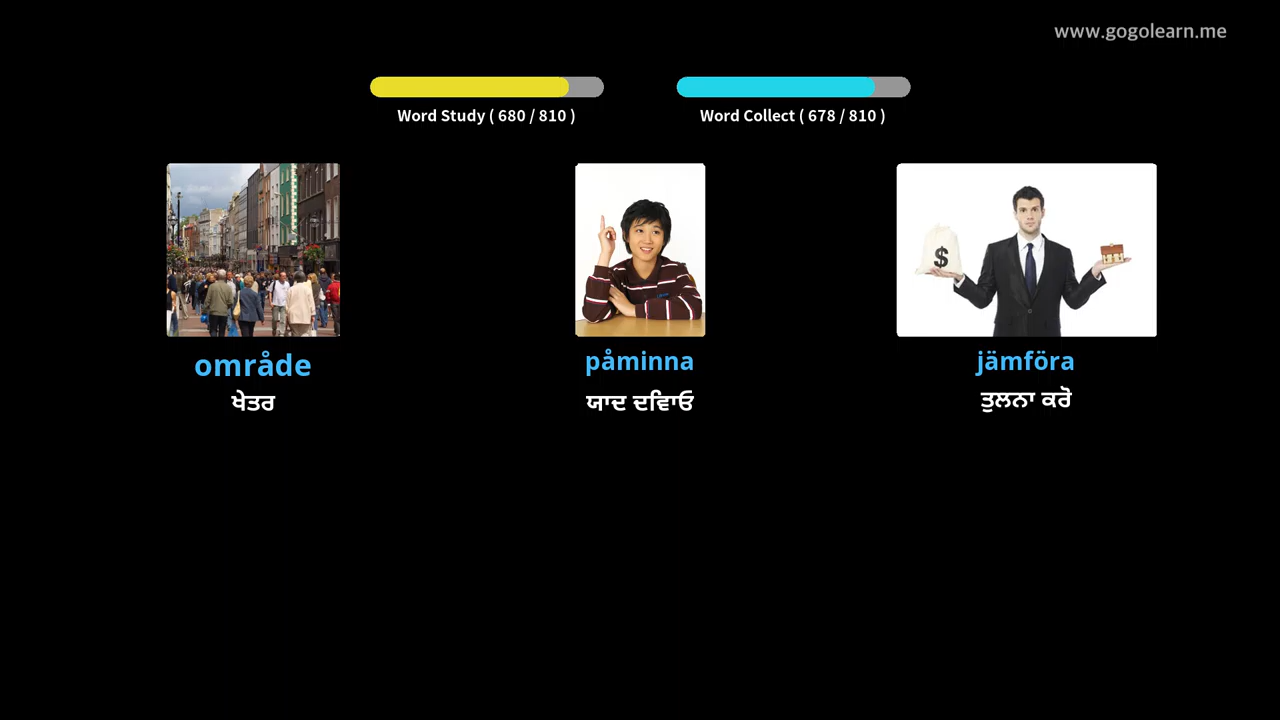 www.gogolearn.me
Word Study ( 680 / 810 )
Word Collect ( 678 / 810 )
område
påminna
jämföra
ਖੇਤਰ
ਯਾਦ ਦਵਿਾਓ
ਤੁਲਨਾ ਕਰੋ